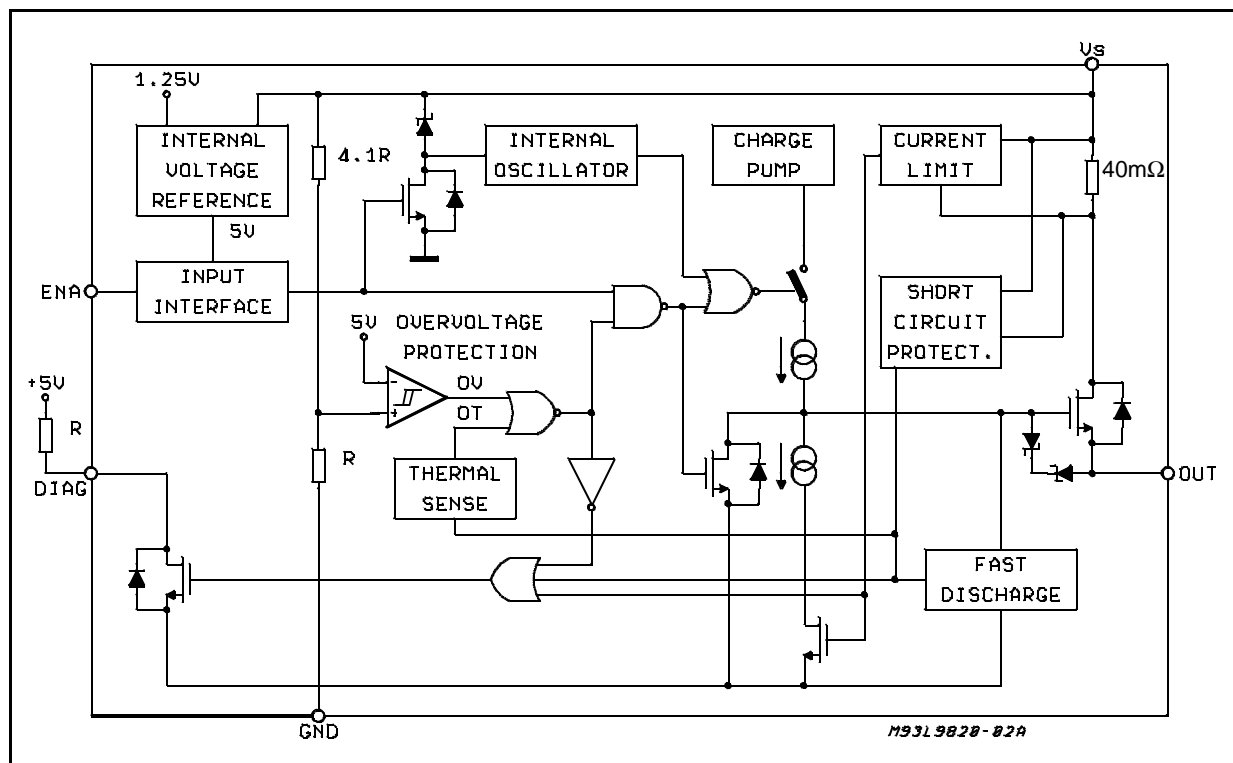 Vs
1.25V
INTERNAL
VOLTAGE
REFERENCE
4.1R
INTERNAL
OSCILLATOR
CHARGE
PUMP
CURRENT
LIMIT
40mΩ
5V
ENA
INPUT
INTERFACE
SHORT
CIRCUIT
PROTECT.
5V
OVERVOLTAGE
PROTECTION
-
+
OV
OT
+5V
R
DIAG
R
THERMAL
SENSE
OUT
FAST
DISCHARGE
GND
M93L9820-02A